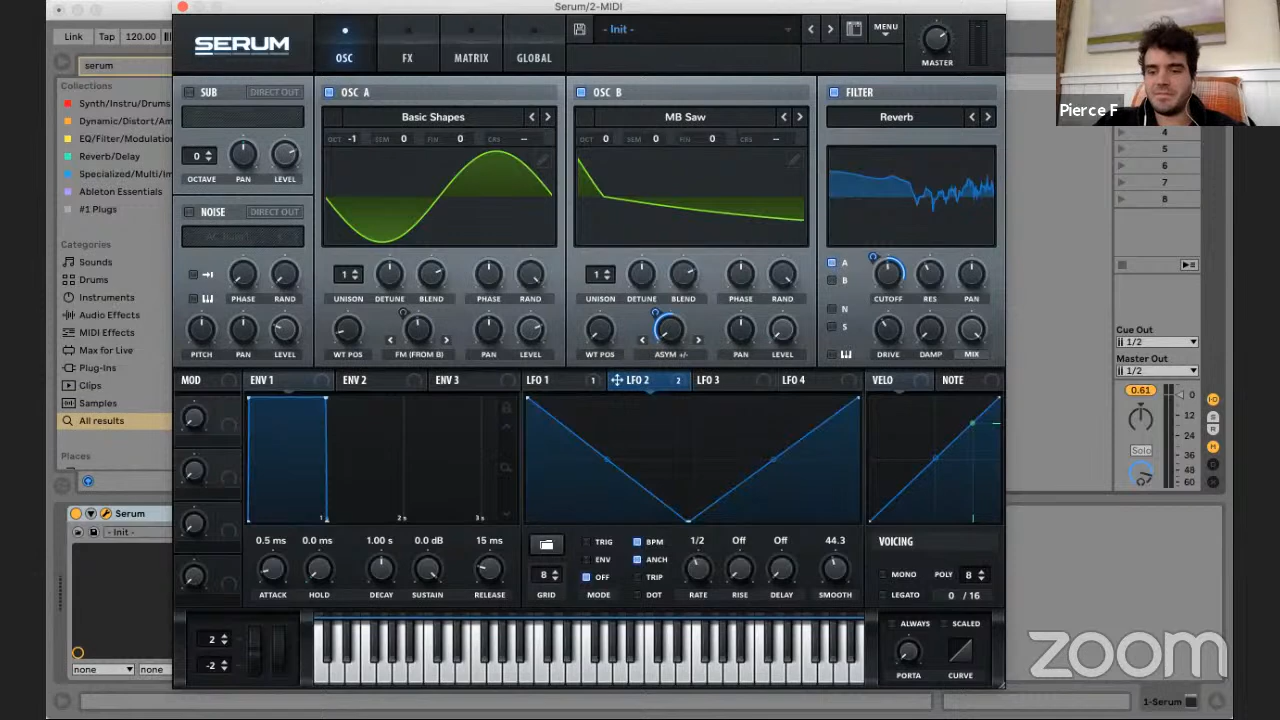 Serum/2-MIDI
Link Tap 120.00
serum
Collections
Synth/Instru/Drums
Dynamic/Distort/Am
EQ/Filter/Modulation
Reverb/Delay
Specialized/Multi/In
Ableton Essentials
#1 Plugs
Categories
Sounds
Drums
Instruments
Audio Effects
MIDI Effects
Max for Live
Plug-Ins
Clips
Samples
All results
Places
Serum
- Init -
none none
SERUM
OSC FX MATRIX GLOBAL
- Init -
MENU
MASTER
SUB DIRECT OUT
0
OCTAVE PAN LEVEL
NOISE DIRECT OUT
PHASE RAND
PITCH PAN LEVEL
OSC A
Basic Shapes
OCT -1 SEM 0 FIN 0 CRS --
1
UNISON DETUNE BLEND PHASE RAND
WT POS FM (FROM B) PAN LEVEL
OSC B
MB Saw
OCT 0 SEM 0 FIN 0 CRS --
1
UNISON DETUNE BLEND PHASE RAND
WT POS ASYM +/- PAN LEVEL
FILTER
Reverb
A
B
N
S
CUTOFF RES PAN
DRIVE DAMP MIX
MOD ENV 1 ENV 2 ENV 3 LFO 1 1 LFO 2 2 LFO 3 LFO 4 VELO NOTE
1 2s 3s
0.5 ms 0.0 ms 1.00 s 0.0 dB 15 ms
ATTACK HOLD DECAY SUSTAIN RELEASE
8
GRID
TRIG
ENV
OFF
MODE
BPM
ANCH
TRIP
DOT
1/2 Off Off 44.3
RATE RISE DELAY SMOOTH
VOICING
MONO POLY 8
LEGATO 0 / 16
2
-2
ALWAYS SCALED
PORTA CURVE
Pierce F
4
5
6
7
8
Cue Out
1/2
Master Out
1/2
0.61
0
12
24
36
48
60
Solo
S
R
H
D
1-Serum
zoom